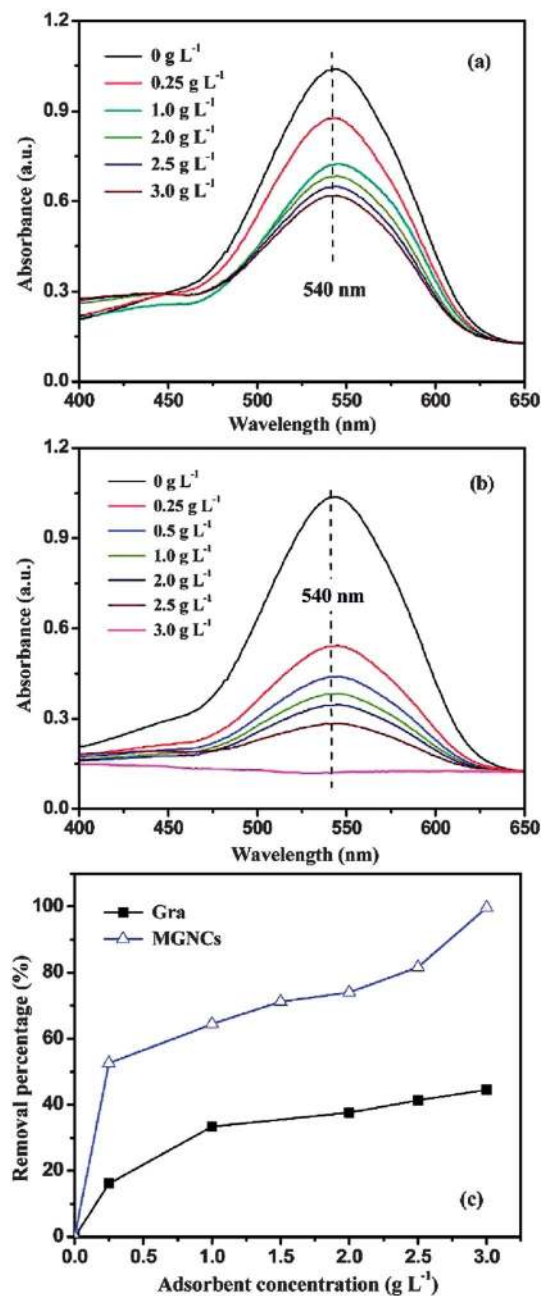 1.2
0.9
0.6
0.3
0.0
Absorbance (a.u.)
0 g L⁻¹
0.25 g L⁻¹
1.0 g L⁻¹
2.0 g L⁻¹
2.5 g L⁻¹
3.0 g L⁻¹
(a)
540 nm
400 450 500 550 600 650
Wavelength (nm)
1.2
0.9
0.6
0.3
0.0
Absorbance (a.u.)
0 g L⁻¹
0.25 g L⁻¹
0.5 g L⁻¹
1.0 g L⁻¹
2.0 g L⁻¹
2.5 g L⁻¹
3.0 g L⁻¹
(b)
540 nm
400 450 500 550 600 650
Wavelength (nm)
100
80
60
40
20
0
Removal percentage (%)
Gra
MGNCs
(c)
0.0 0.5 1.0 1.5 2.0 2.5 3.0
Adsorbent concentration (g L⁻¹)